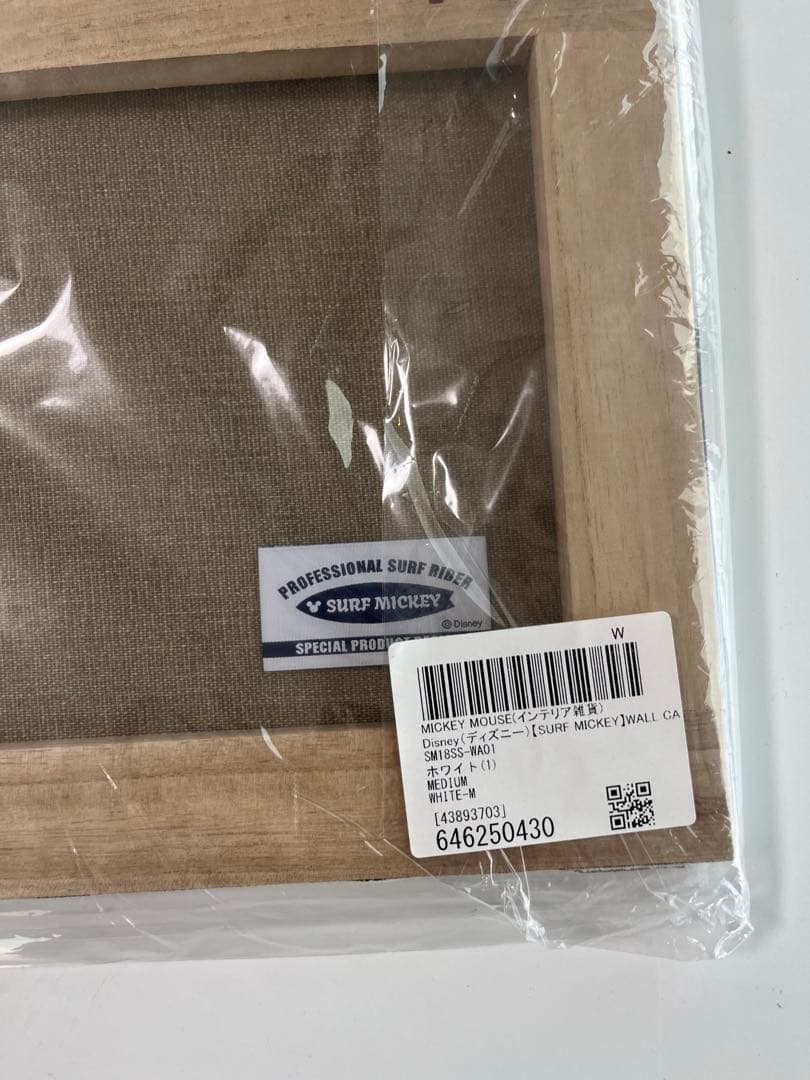 PROFESSIONAL SURF RIDER
SURF MICKEY
© Disney
SPECIAL
W
MICKEY MOUSE(インテリア雑貨)
Disney(ディズニー)【SURF MICKEY】WALL CA
SM18SS-WA01
ホワイト(1)
MEDIUM
WHITE-M
[43893703]
646250430